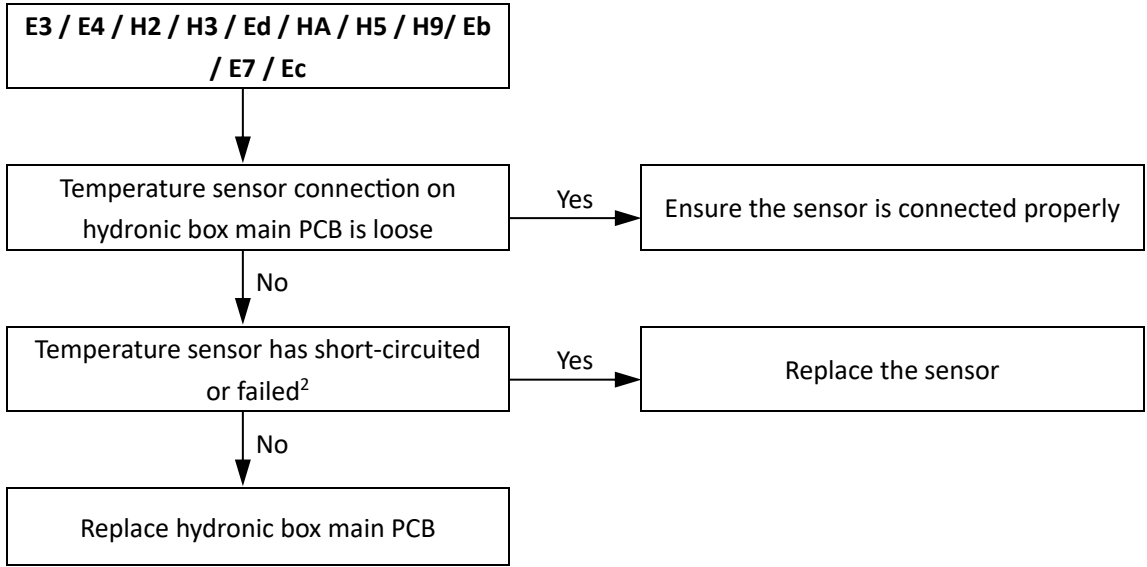 E3 / E4 / H2 / H3 / Ed / HA / H5 / H9/ Eb
/ E7 / Ec
Temperature sensor connection on
hydronic box main PCB is loose
Yes
Ensure the sensor is connected properly
No
Temperature sensor has short-circuited
or failed²
Yes
Replace the sensor
No
Replace hydronic box main PCB